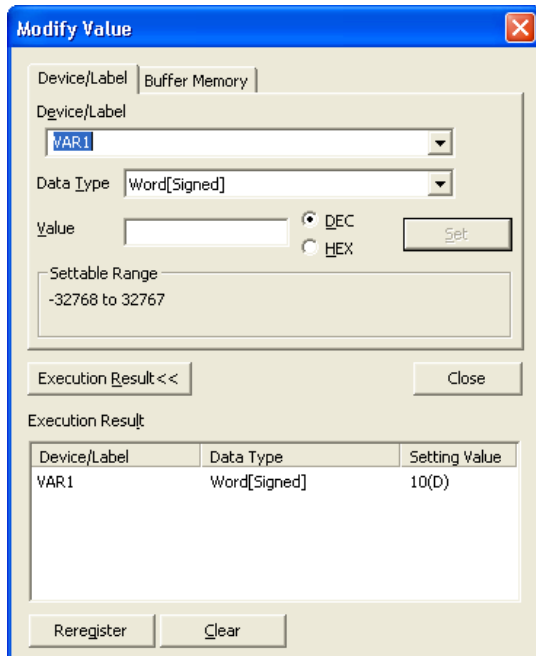 Modify Value
Device/Label Buffer Memory
Device/Label
VAR1
Data Type Word[Signed]
Value DEC Set
HEX
Settable Range
-32768 to 32767
Execution Result<< Close
Execution Result
Device/Label Data Type Setting Value
VAR1 Word[Signed] 10(D)
Reregister Clear